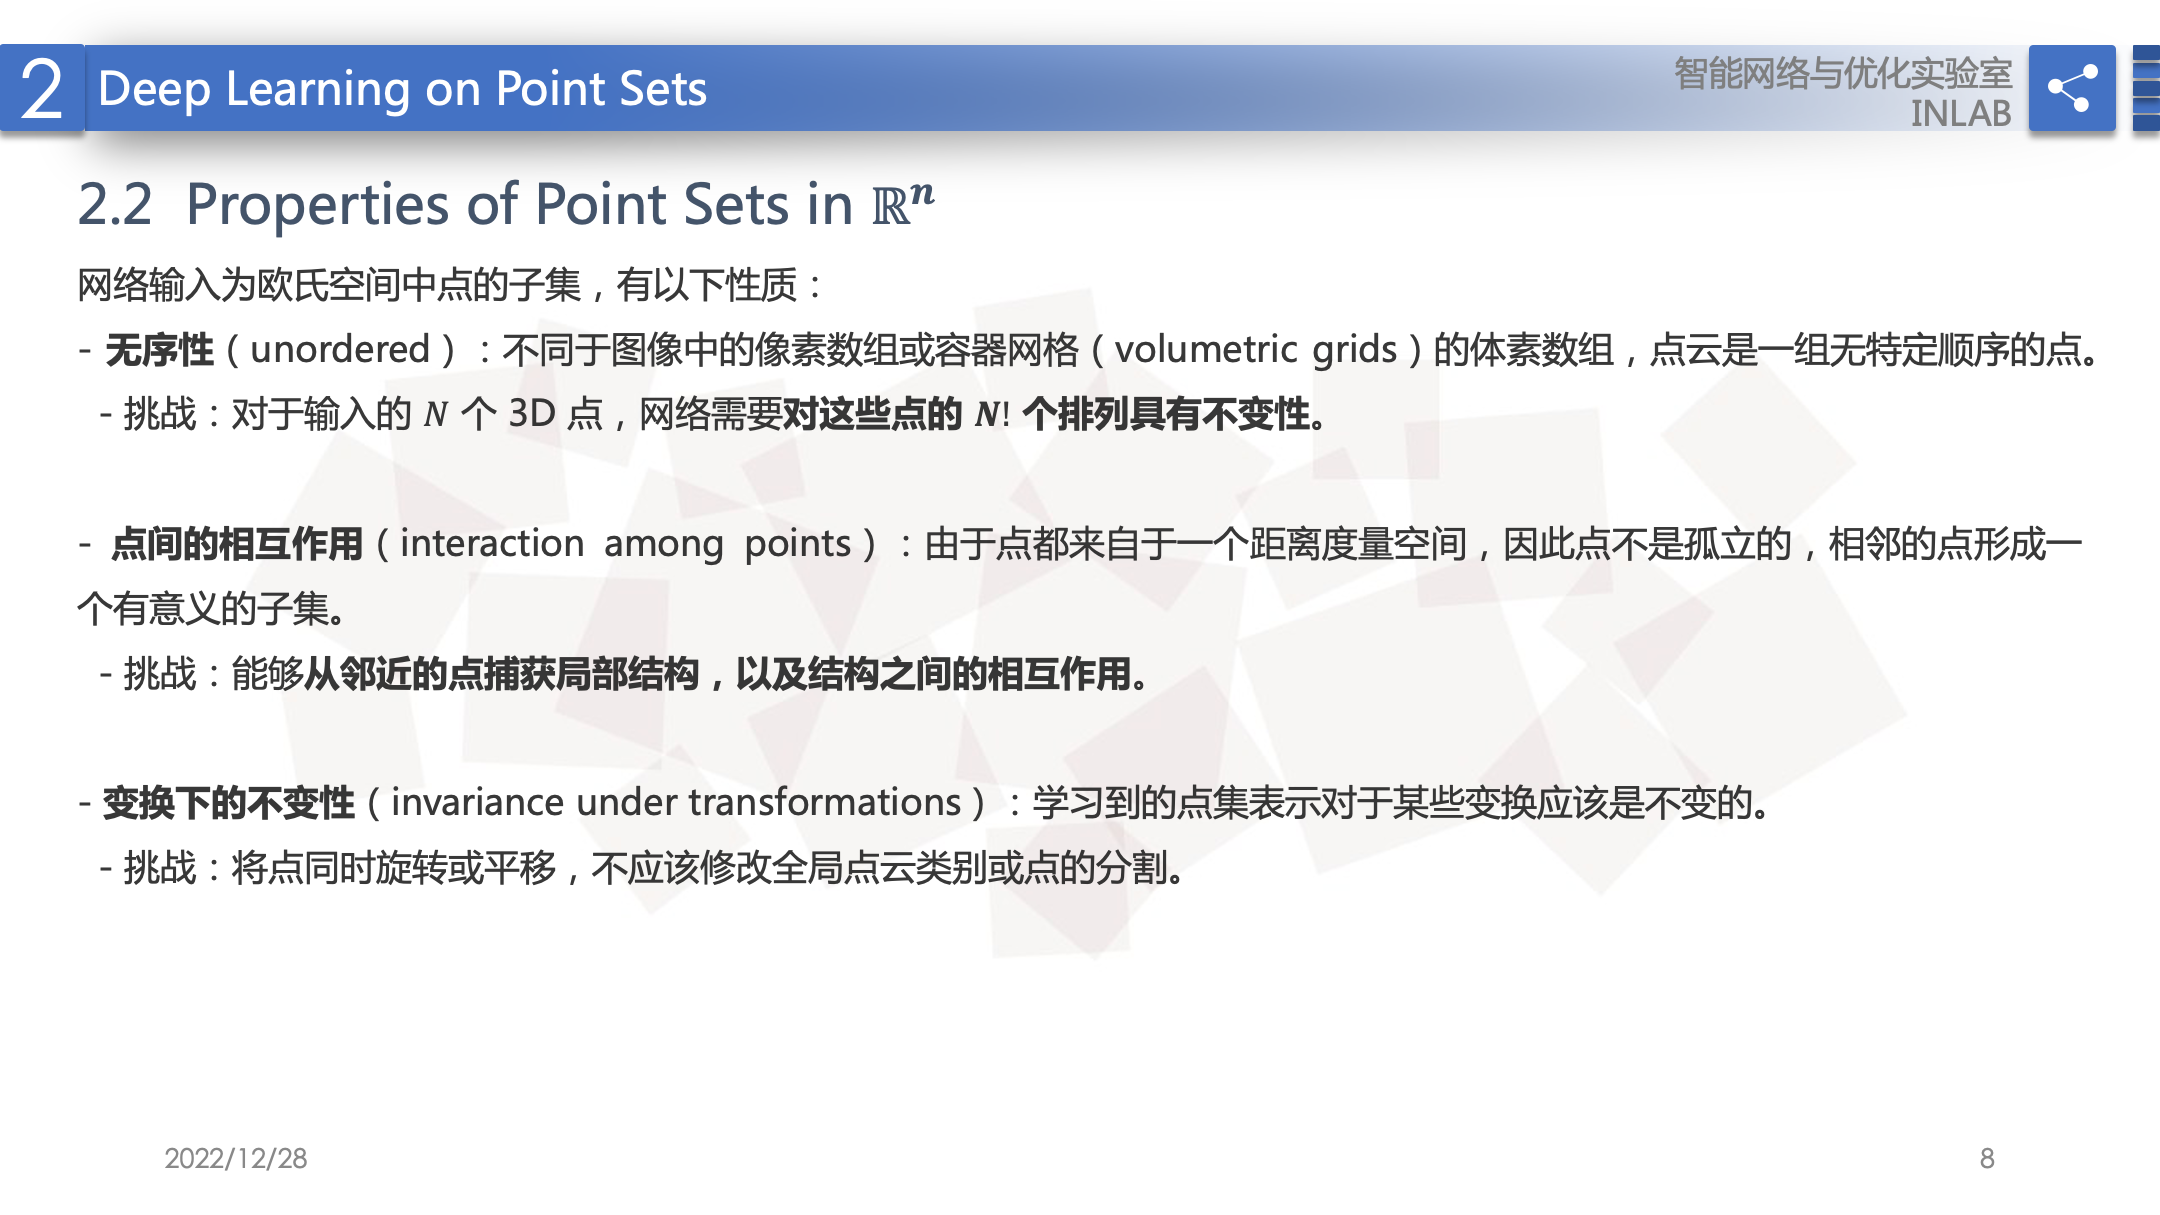 2 Deep Learning on Point Sets
智能网络与优化实验室
INLAB
2.2 Properties of Point Sets in ℝⁿ
网络输入为欧氏空间中点的子集，有以下性质：
- 无序性（unordered）：不同于图像中的像素数组或容器网格（volumetric grids）的体素数组，点云是一组无特定顺序的点。
- 挑战：对于输入的 N 个 3D 点，网络需要对这些点的 N! 个排列具有不变性。
- 点间的相互作用（interaction among points）：由于点都来自于一个距离度量空间，因此点不是孤立的，相邻的点形成一
个有意义的子集。
- 挑战：能够从邻近的点捕获局部结构，以及结构之间的相互作用。
- 变换下的不变性（invariance under transformations）：学习到的点集表示对于某些变换应该是不变的。
- 挑战：将点同时旋转或平移，不应该修改全局点云类别或点的分割。
2022/12/28
8